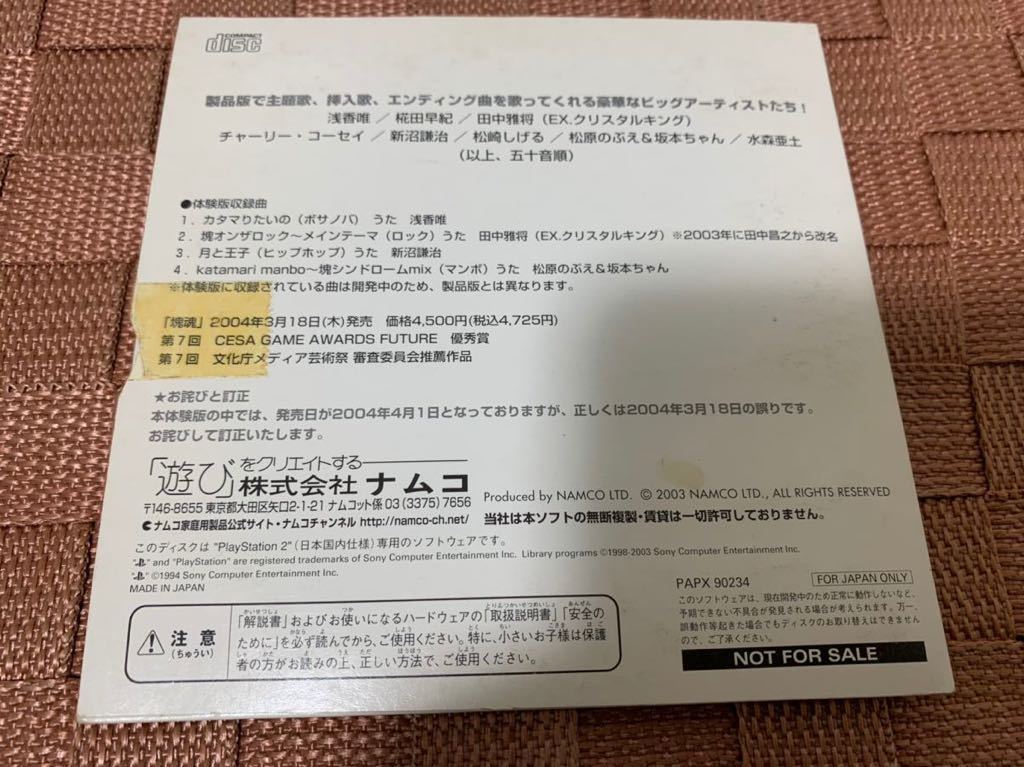 COMPACT
disc
製品版で主題歌、挿入歌、エンディング曲を歌ってくれる豪華なビッグアーティストたち!
浅香唯／椛田早紀／田中雅将(EX.クリスタルキング)
チャーリー・コーセイ／新沼謙治／松崎しげる／松原のぶえ&坂本ちゃん／水森亜土
(以上、五十音順)
●体験版収録曲
1. カタマりたいの(ボサノバ) うた 浅香唯
2. 塊オンザロック〜メインテーマ(ロック)うた 田中雅将(EX.クリスタルキング)※2003年に田中昌之から改名
3. 月と王子(ヒップホップ)うた 新沼謙治
4. katamari manbo〜塊シンドロームmix(マンボ)うた 松原のぶえ&坂本ちゃん
※体験版に収録されている曲は開発中のため、製品版とは異なります。
「塊魂」2004年3月18日(木)発売 価格4,500円(税込4,725円)
第7回 CESA GAME AWARDS FUTURE 優秀賞
第7回 文化庁メディア芸術祭 審査委員会推薦作品
★お詫びと訂正
本体験版の中では、発売日が2004年4月1日となっておりますが、正しくは2004年3月18日の誤りです。
お詫びして訂正いたします。
「遊び」をクリエイトする
株式会社 ナムコ
〒146-8655 東京都大田区矢口2-1-21 ナムコット係 03(3375)7656
ナムコ家庭用製品公式サイト・ナムコチャンネル http://namco-ch.net/
Produced by NAMCO LTD. © 2003 NAMCO LTD., ALL RIGHTS RESERVED
当社は本ソフトの無断複製・賃貸は一切許可しておりません。
このディスクは "PlayStation 2"(日本国内仕様)専用のソフトウェアです。
" " and "PlayStation" are registered trademarks of Sony Computer Entertainment Inc. Library programs ©1998-2003 Sony Computer Entertainment Inc.
" " ©1994 Sony Computer Entertainment Inc.
MADE IN JAPAN
PAPX 90234
FOR JAPAN ONLY
このソフトウェアは、現在開発中のため正常に動作しないなど、
予期できない不具合が発見される場合が考えられます。万一、
誤動作等起きた場合でもディスクのお取り替えはできません
ので、ご了承ください。
NOT FOR SALE
注意
(ちゅうい)
「解説書」およびお使いになるハードウェアの「取扱説明書」「安全の
ために」を必ず読んでから、ご使用ください。特に、小さいお子様は保護
者の方がお読みの上、正しい方法で、ご使用ください。